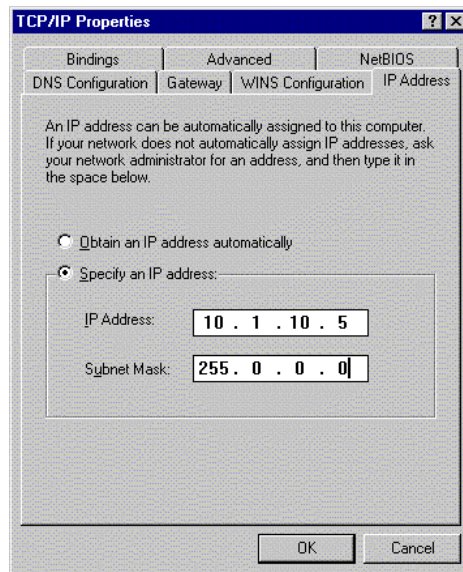 TCP/IP Properties
Bindings Advanced NetBIOS
DNS Configuration Gateway WINS Configuration IP Address
An IP address can be automatically assigned to this computer.
If your network does not automatically assign IP addresses, ask
your network administrator for an address, and then type it in
the space below.
Obtain an IP address automatically
Specify an IP address:
IP Address: 10 . 1 . 10 . 5
Subnet Mask: 255 . 0 . 0 . 0
OK Cancel